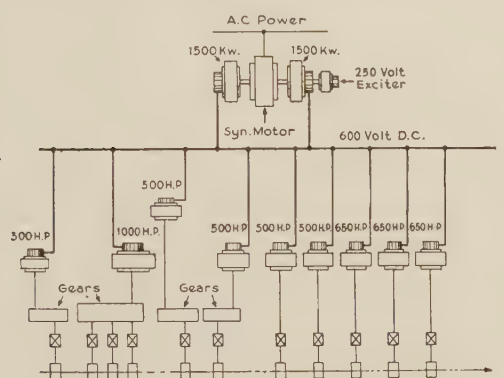 A.C Power
1500 Kw.
1500 Kw.
250 Volt
Exciter
Syn. Motor
600 Volt D.C.
500 H.P.
300 H.P
1000 H.P.
500 H.P
500 H.P.
500 H.P
650 H.P.
650 H.P.
650 H.P
Gears
Gears